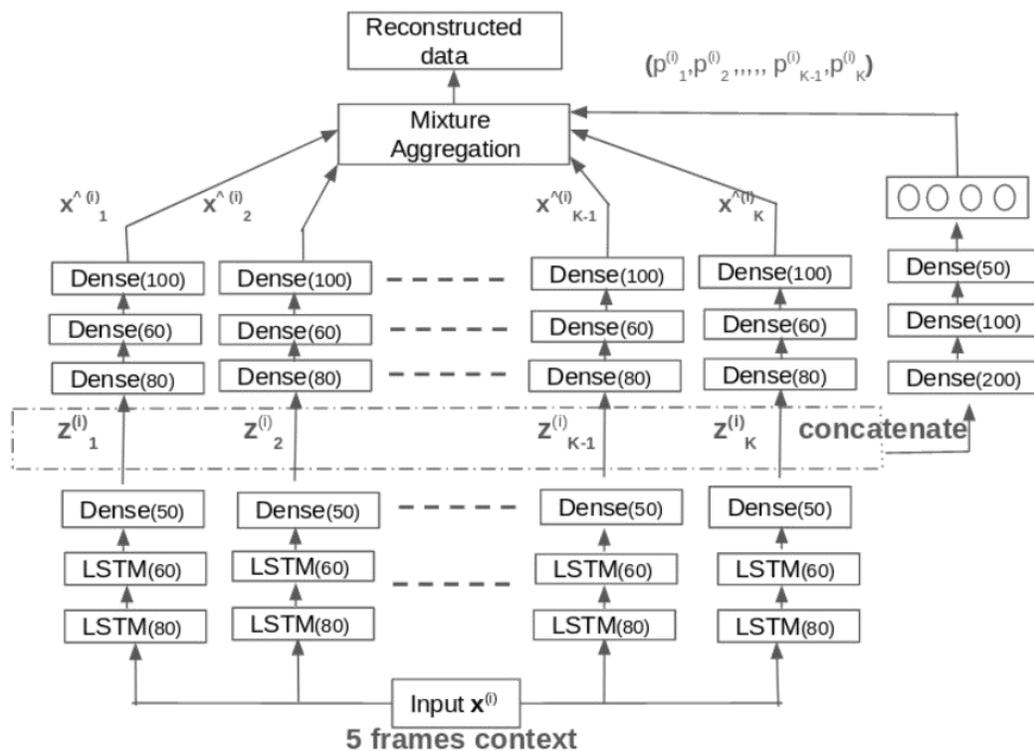 Reconstructed
data
(p^(i)_1,p^(i)_2,,,,, p^(i)_K-1,p^(i)_K)
Mixture
Aggregation
x^ (i)_1
x^ (i)_2
x^(i)_K-1
x^(i)_K
Dense(100)
Dense(100)
Dense(100)
Dense(100)
Dense(50)
Dense(60)
Dense(60)
Dense(60)
Dense(60)
Dense(100)
Dense(80)
Dense(80)
Dense(80)
Dense(80)
Dense(200)
z^(i)_1
z^(i)_2
z^(i)_K-1
z^(i)_K
concatenate
Dense(50)
Dense(50)
Dense(50)
Dense(50)
LSTM(60)
LSTM(60)
LSTM(60)
LSTM(60)
LSTM(80)
LSTM(80)
LSTM(80)
LSTM(80)
Input x^(i)
5 frames context